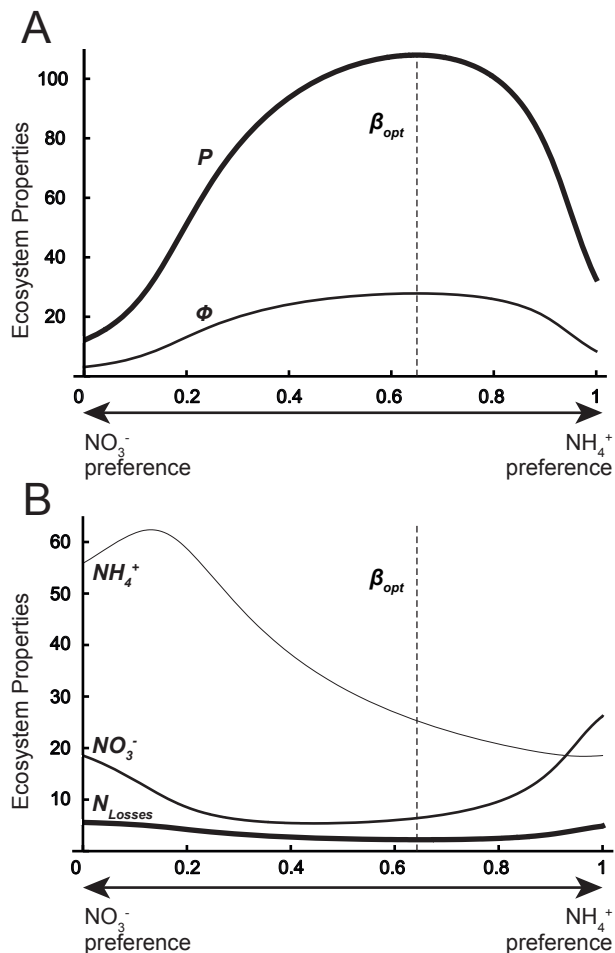 A
Ecosystem Properties
100
80
60
40
20
P
Φ
β_opt
0
0.2
0.4
0.6
0.8
1
NO₃⁻
preference
NH₄⁺
preference
B
Ecosystem Properties
60
50
40
30
20
10
NH₄⁺
NO₃⁻
N_Losses
β_opt
0
0.2
0.4
0.6
0.8
1
NO₃⁻
preference
NH₄⁺
preference